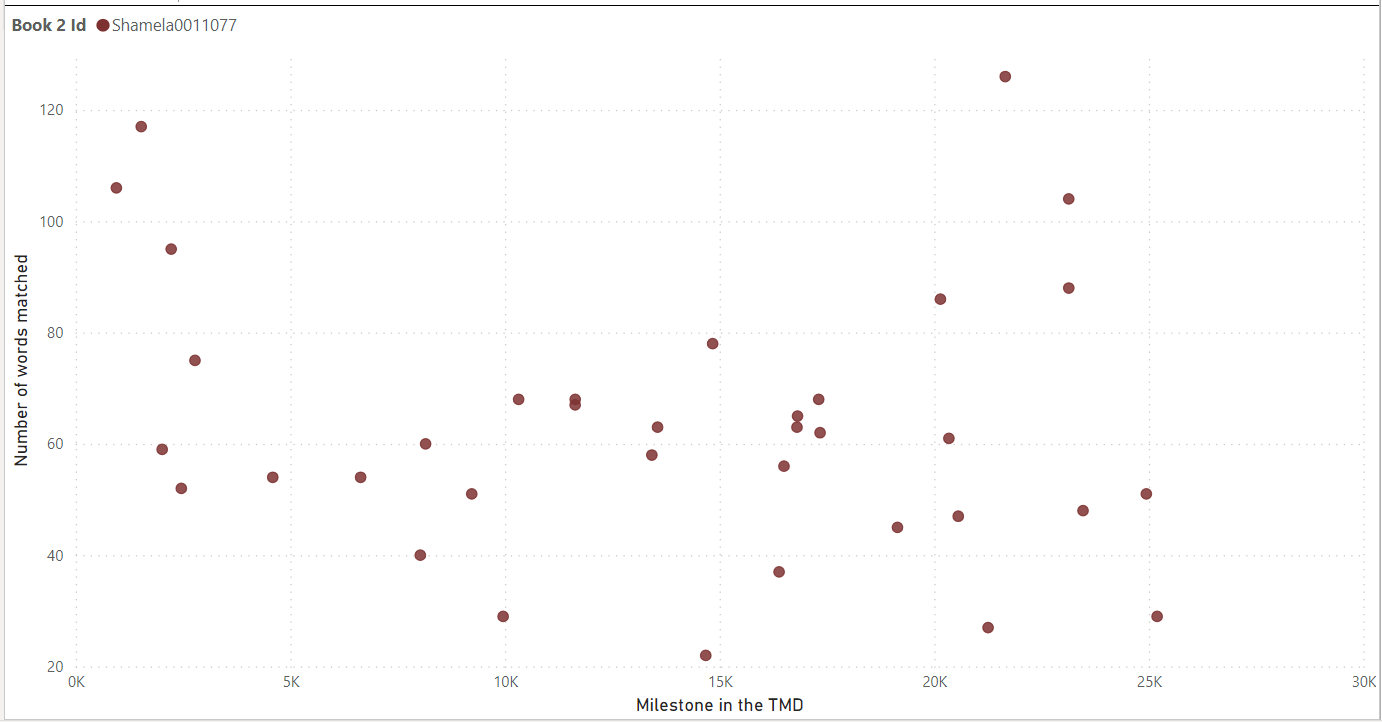 Book 2 Id Shamela0011077
Number of words matched
120
100
80
60
40
20
0K 5K 10K 15K 20K 25K 30K
Milestone in the TMD